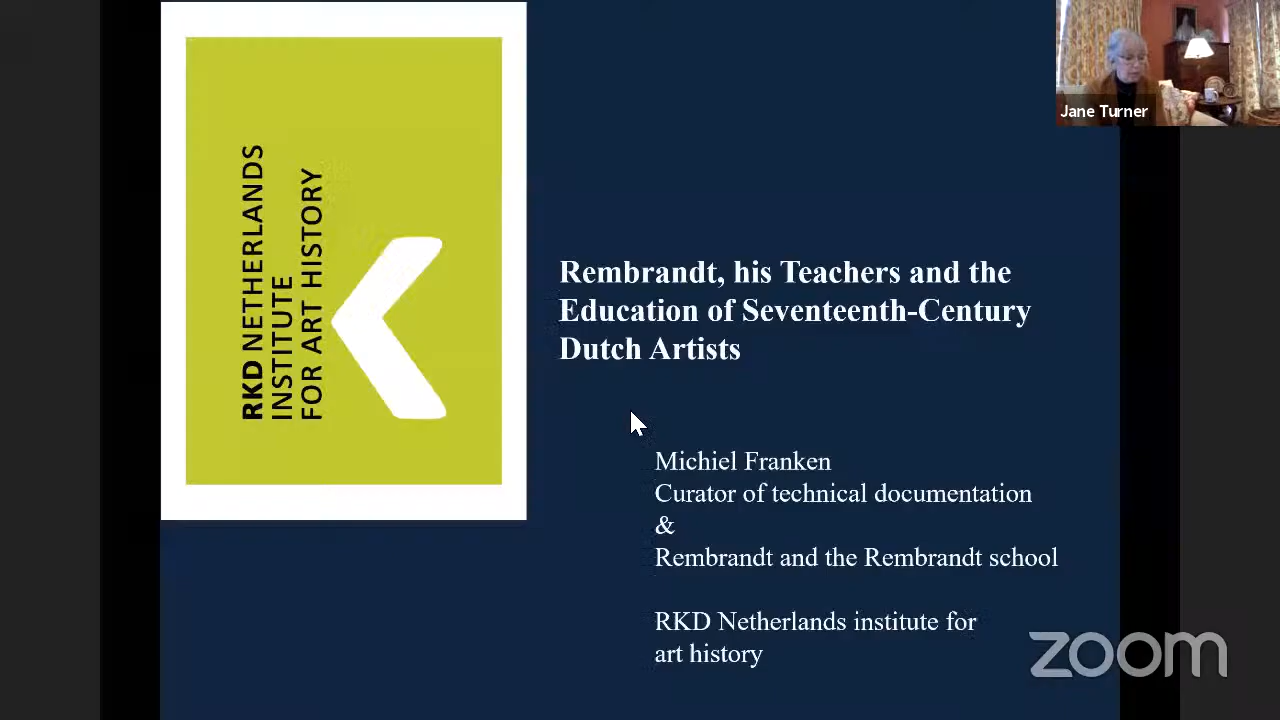 RKD NETHERLANDS
INSTITUTE
FOR ART HISTORY
Jane Turner
Rembrandt, his Teachers and the
Education of Seventeenth-Century
Dutch Artists
Michiel Franken
Curator of technical documentation
&
Rembrandt and the Rembrandt school
RKD Netherlands institute for
art history
zoom